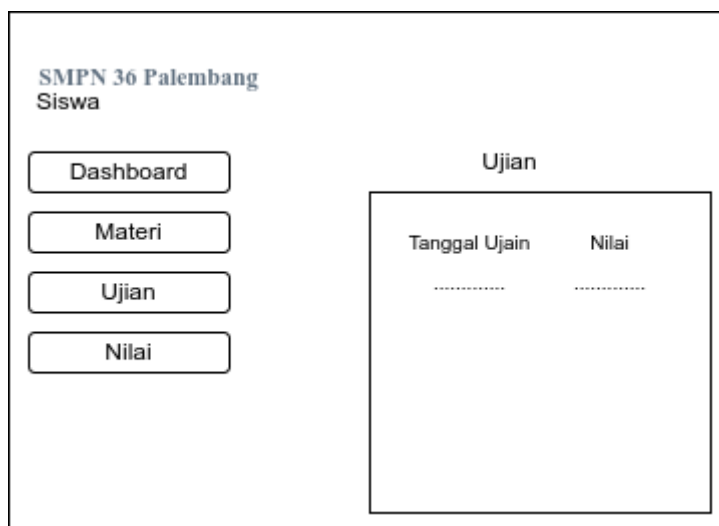 SMPN 36 Palembang
Siswa
Dashboard
Materi
Ujian
Nilai
Ujian
Tanggal Ujain Nilai
............. .............